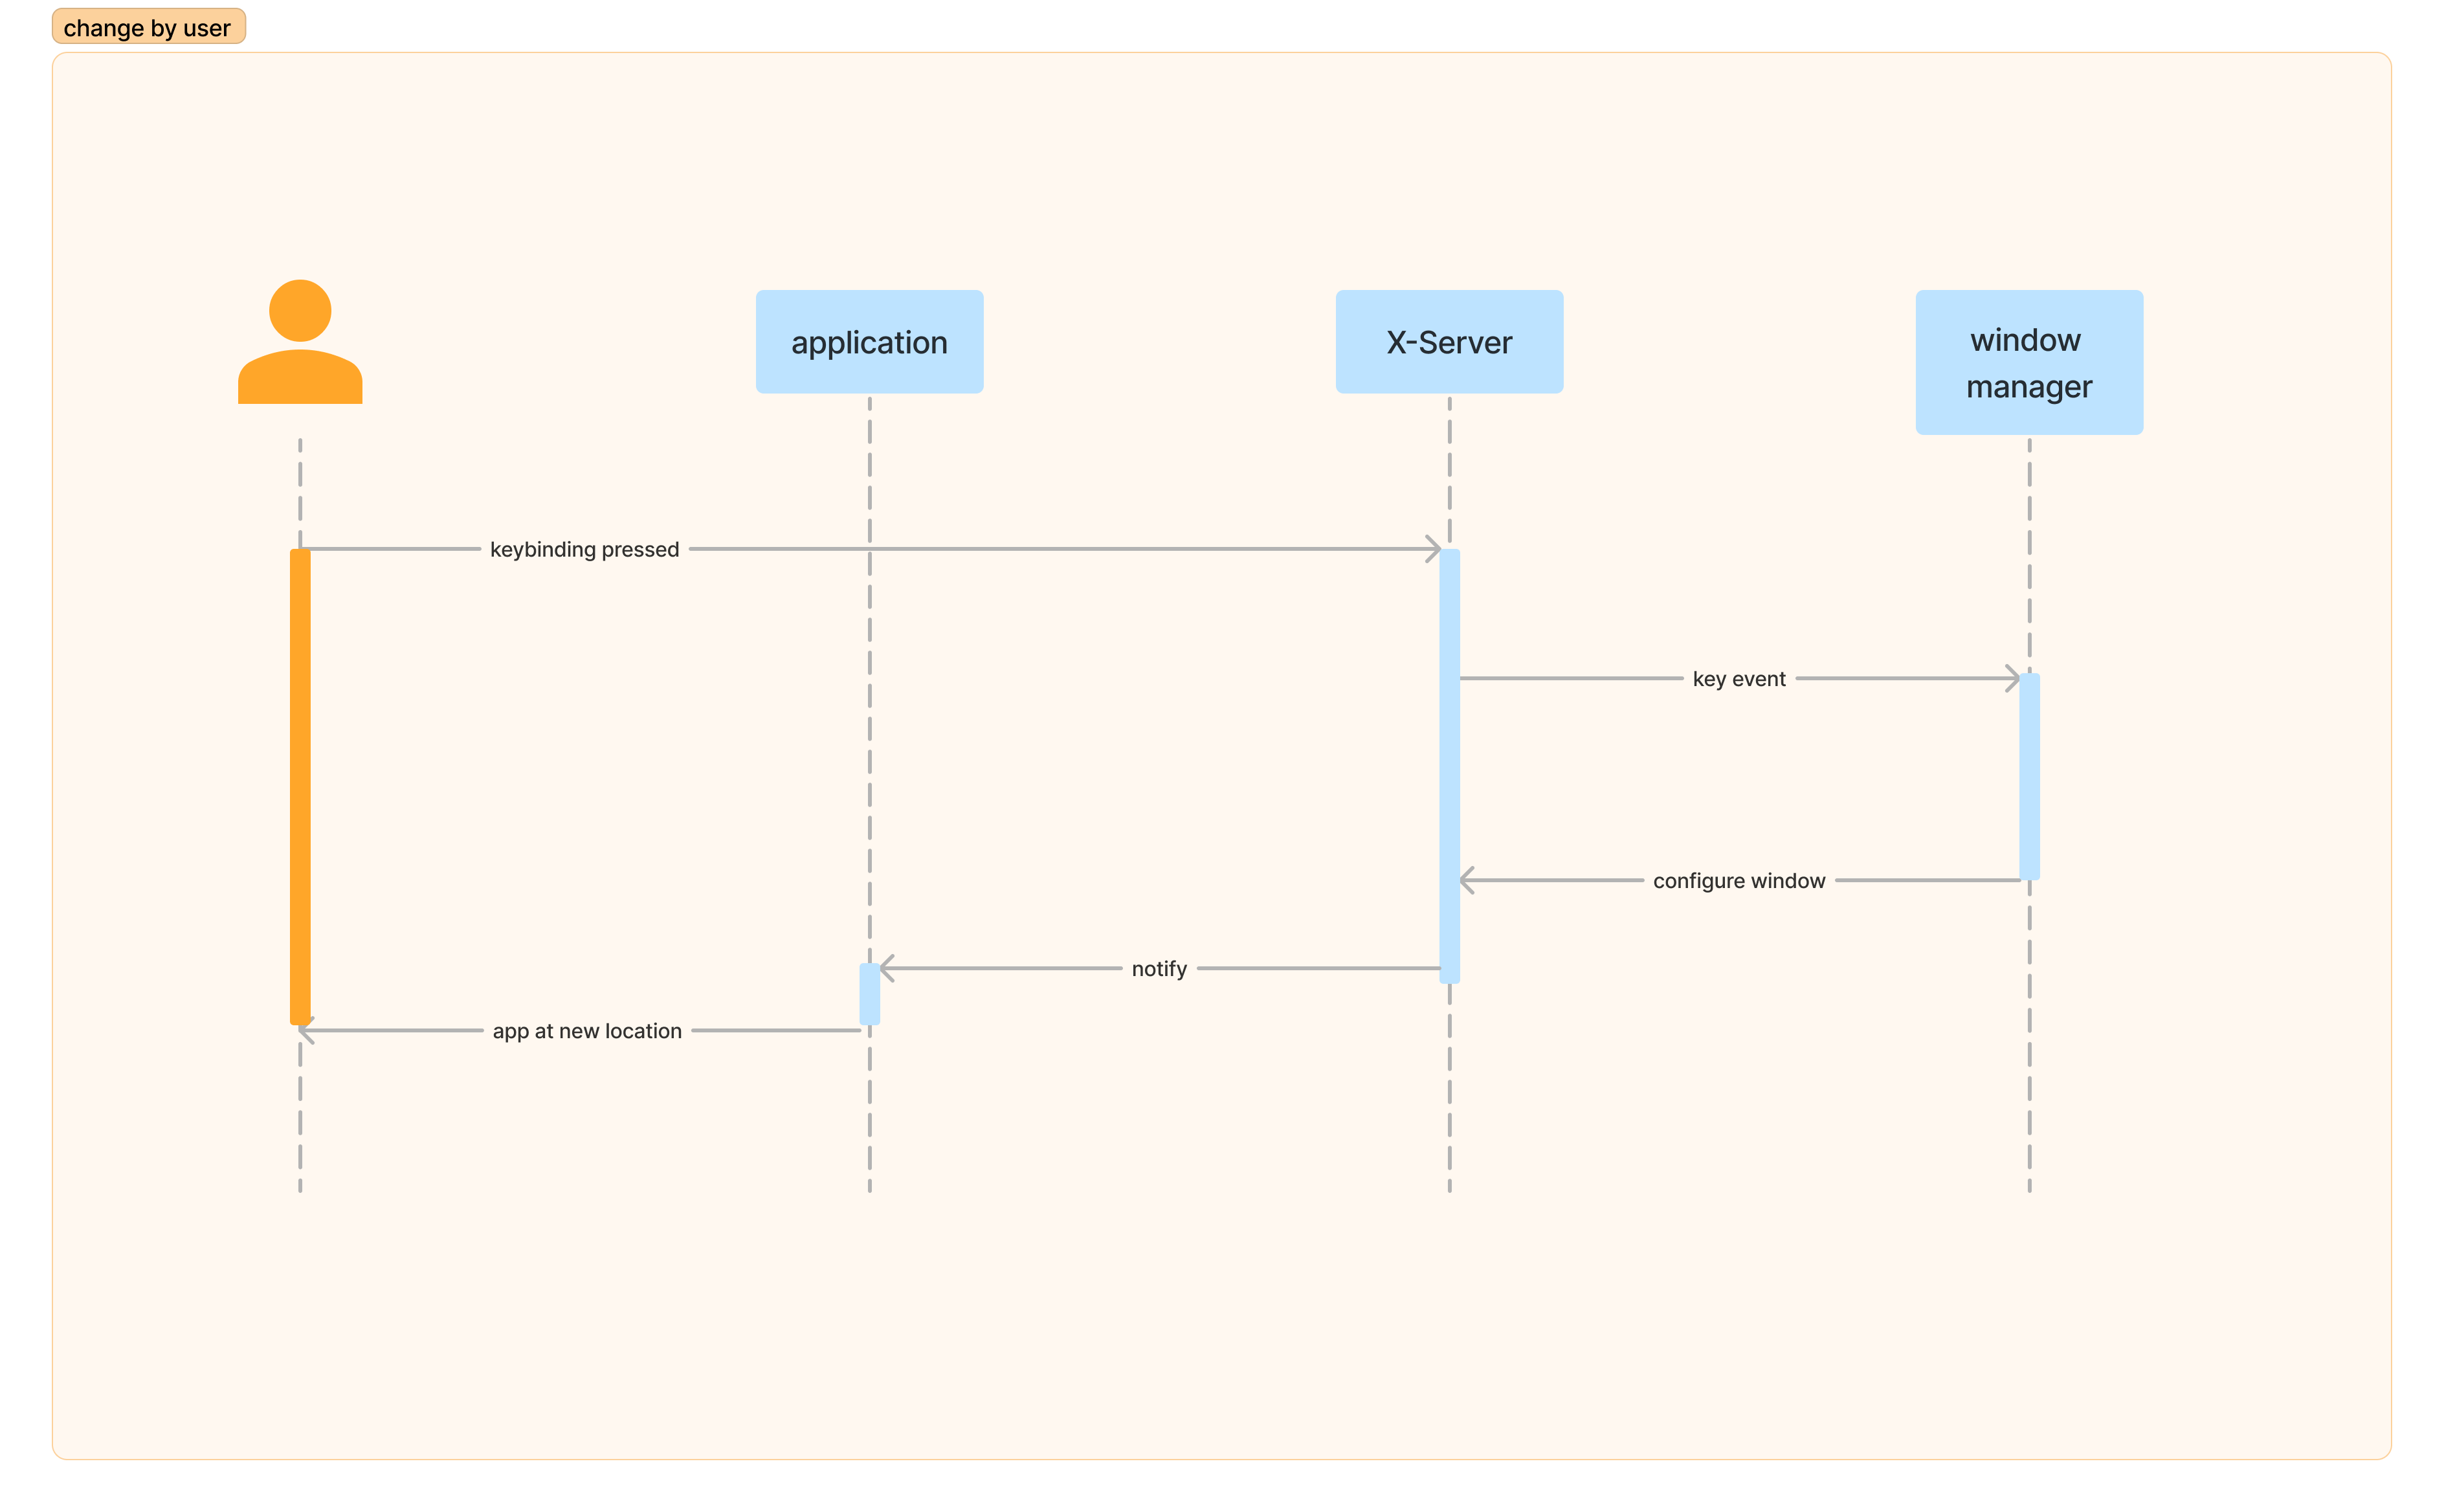 change by user
application
X-Server
window
manager
keybinding pressed
key event
configure window
notify
app at new location